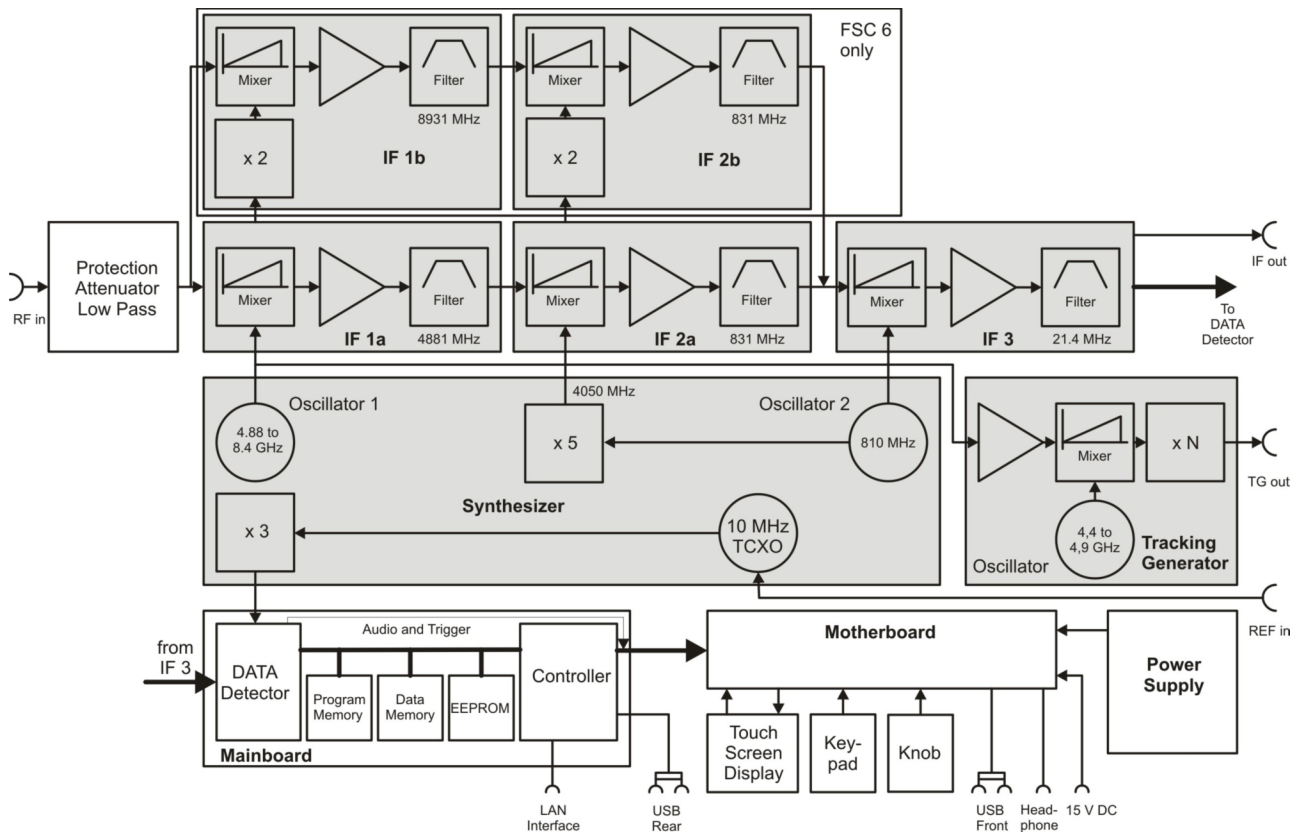 FSC 6
only
Mixer
Filter
8931 MHz
x 2
IF 1b
Mixer
Filter
831 MHz
x 2
IF 2b
RF in
Protection
Attenuator
Low Pass
Mixer
Filter
IF 1a
4881 MHz
Mixer
Filter
IF 2a
831 MHz
Mixer
Filter
IF 3
21.4 MHz
IF out
To
DATA
Detector
Oscillator 1
4.88 to
8.4 GHz
4050 MHz
x 5
Oscillator 2
810 MHz
Synthesizer
x 3
10 MHz
TCXO
Mixer
x N
TG out
4,4 to
4,9 GHz
Oscillator
Tracking
Generator
REF in
from
IF 3
Audio and Trigger
DATA
Detector
Program
Memory
Data
Memory
EEPROM
Controller
Mainboard
LAN
Interface
USB
Rear
Motherboard
Touch
Screen
Display
Key-
pad
Knob
USB
Front
Head-
phone
15 V DC
Power
Supply